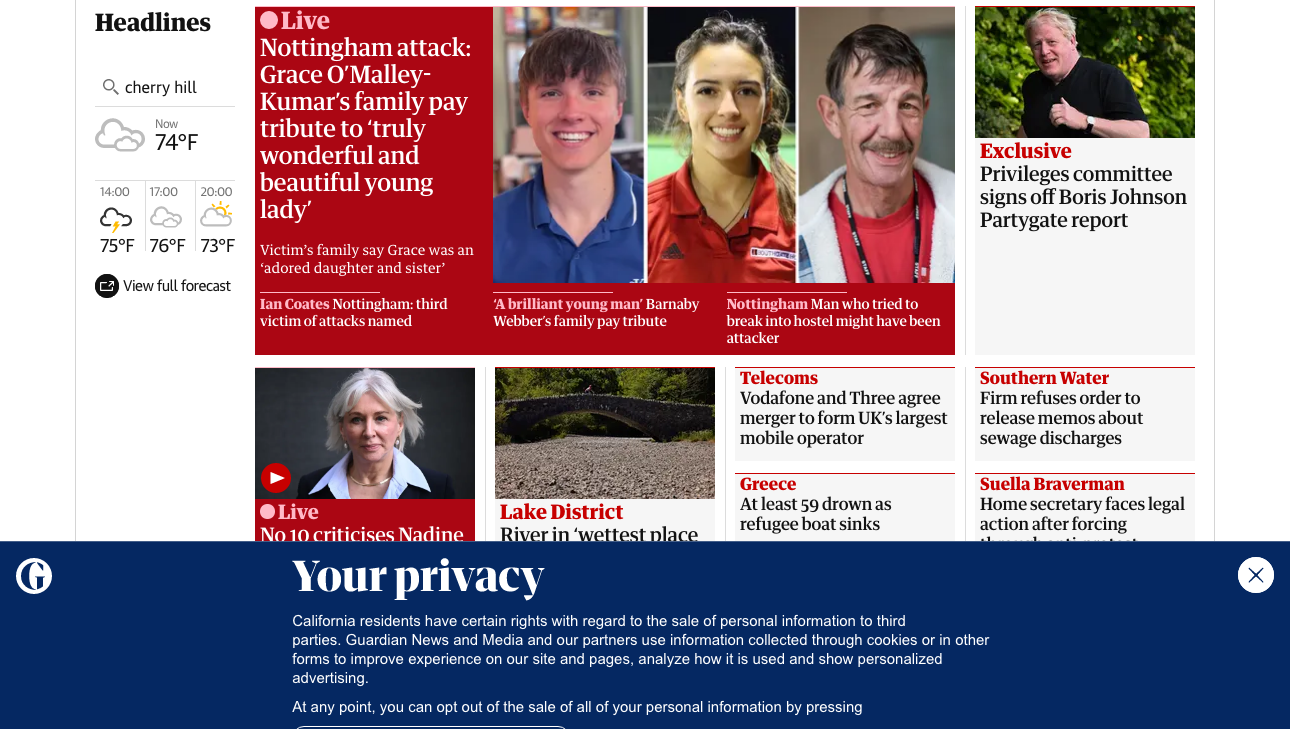 Headlines
cherry hill
Now
74°F
14:00
17:00
20:00
75°F
76°F
73°F
View full forecast
Live
Nottingham attack:
Grace O’Malley-
Kumar’s family pay
tribute to ‘truly
wonderful and
beautiful young
lady’
Victim’s family say Grace was an
‘adored daughter and sister’
Ian Coates Nottingham: third
victim of attacks named
‘A brilliant young man’ Barnaby
Webber’s family pay tribute
Nottingham Man who tried to
break into hostel might have been
attacker
Exclusive
Privileges committee
signs off Boris Johnson
Partygate report
Live
No 10 criticises Nadine
Lake District
River in ‘wettest place
Telecoms
Vodafone and Three agree
merger to form UK’s largest
mobile operator
Greece
At least 59 drown as
refugee boat sinks
Southern Water
Firm refuses order to
release memos about
sewage discharges
Suella Braverman
Home secretary faces legal
action after forcing
Your privacy
California residents have certain rights with regard to the sale of personal information to third
parties. Guardian News and Media and our partners use information collected through cookies or in other
forms to improve experience on our site and pages, analyze how it is used and show personalized
advertising.
At any point, you can opt out of the sale of all of your personal information by pressing